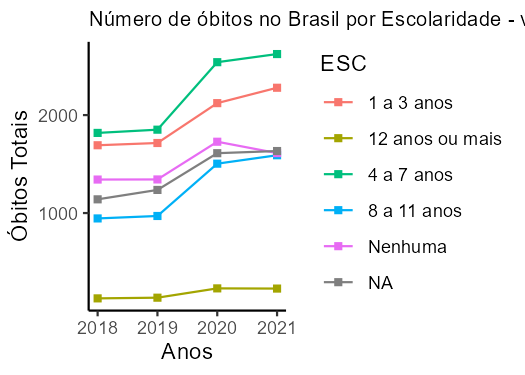 Número de óbitos no Brasil por Escolaridade - v
Óbitos Totais
2000
1000
2018 2019 2020 2021
Anos
ESC
1 a 3 anos
12 anos ou mais
4 a 7 anos
8 a 11 anos
Nenhuma
NA